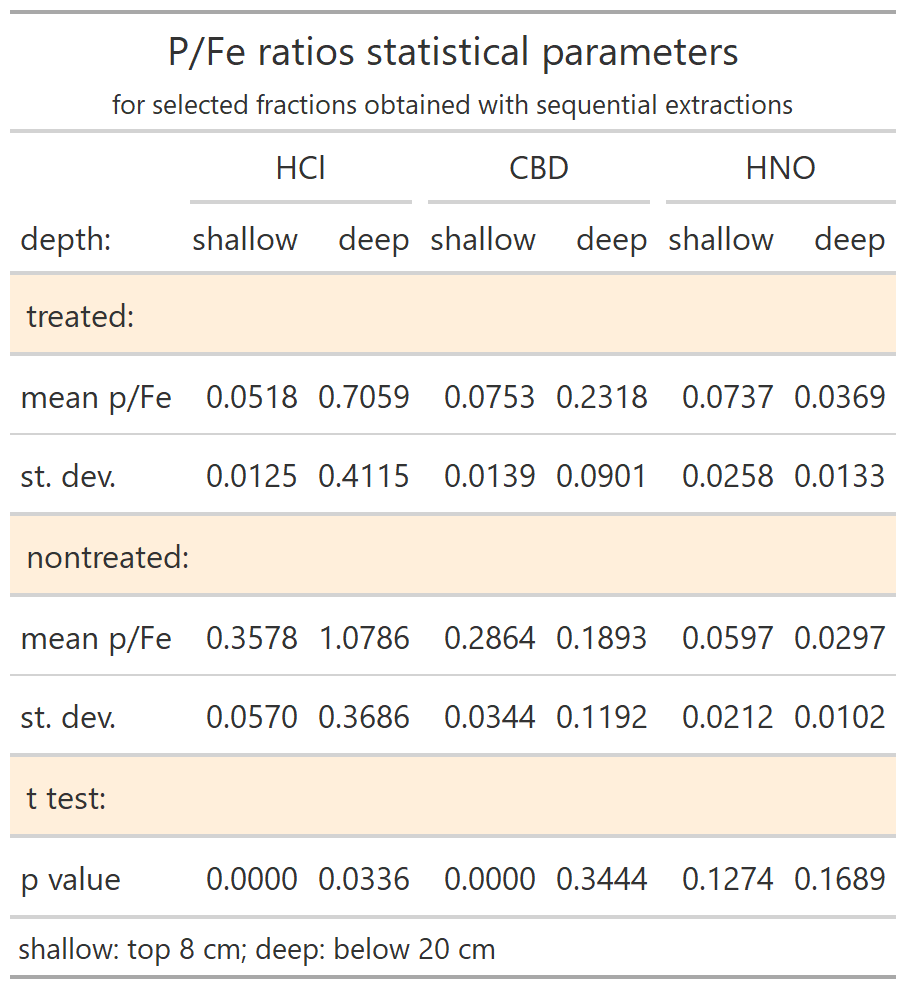 P/Fe ratios statistical parameters
for selected fractions obtained with sequential extractions
HCl CBD HNO
depth: shallow deep shallow deep shallow deep
treated:
mean p/Fe 0.0518 0.7059 0.0753 0.2318 0.0737 0.0369
st. dev. 0.0125 0.4115 0.0139 0.0901 0.0258 0.0133
nontreated:
mean p/Fe 0.3578 1.0786 0.2864 0.1893 0.0597 0.0297
st. dev. 0.0570 0.3686 0.0344 0.1192 0.0212 0.0102
t test:
p value 0.0000 0.0336 0.0000 0.3444 0.1274 0.1689
shallow: top 8 cm; deep: below 20 cm